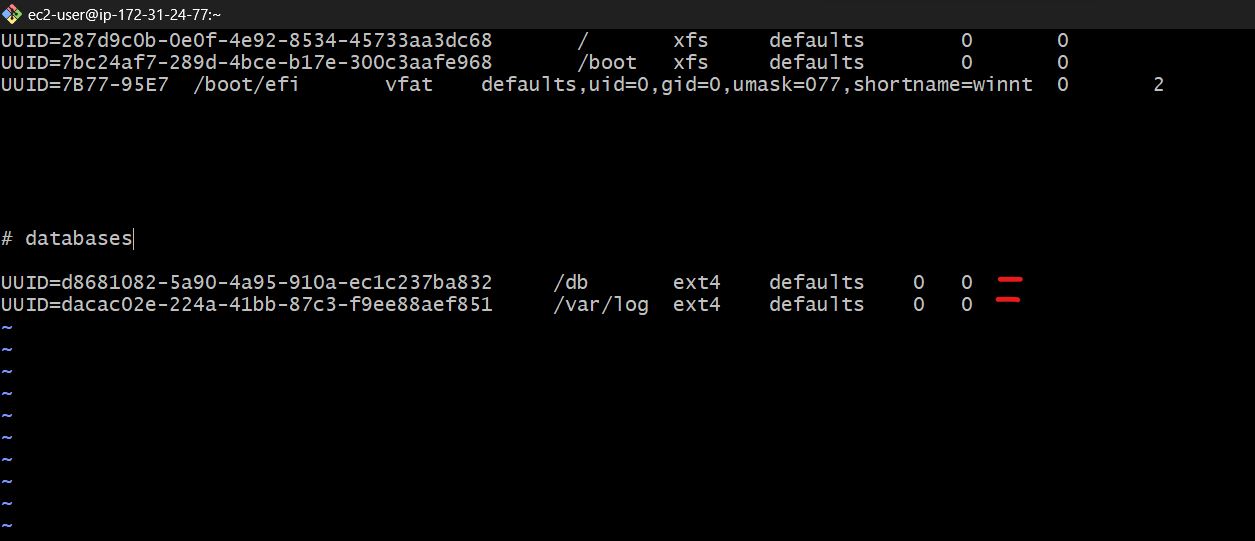 ec2-user@ip-172-31-24-77:~
UUID=287d9c0b-0e0f-4e92-8534-45733aa3dc68 / xfs defaults 0 0
UUID=7bc24af7-289d-4bce-b17e-300c3aafe968 /boot xfs defaults 0 0
UUID=7B77-95E7 /boot/efi vfat defaults,uid=0,gid=0,umask=077,shortname=winnt 0 2
# databases
UUID=d8681082-5a90-4a95-910a-ec1c237ba832 /db ext4 defaults 0 0
UUID=dacac02e-224a-41bb-87c3-f9ee88aef851 /var/log ext4 defaults 0 0
~
~
~
~
~
~
~
~
~
~